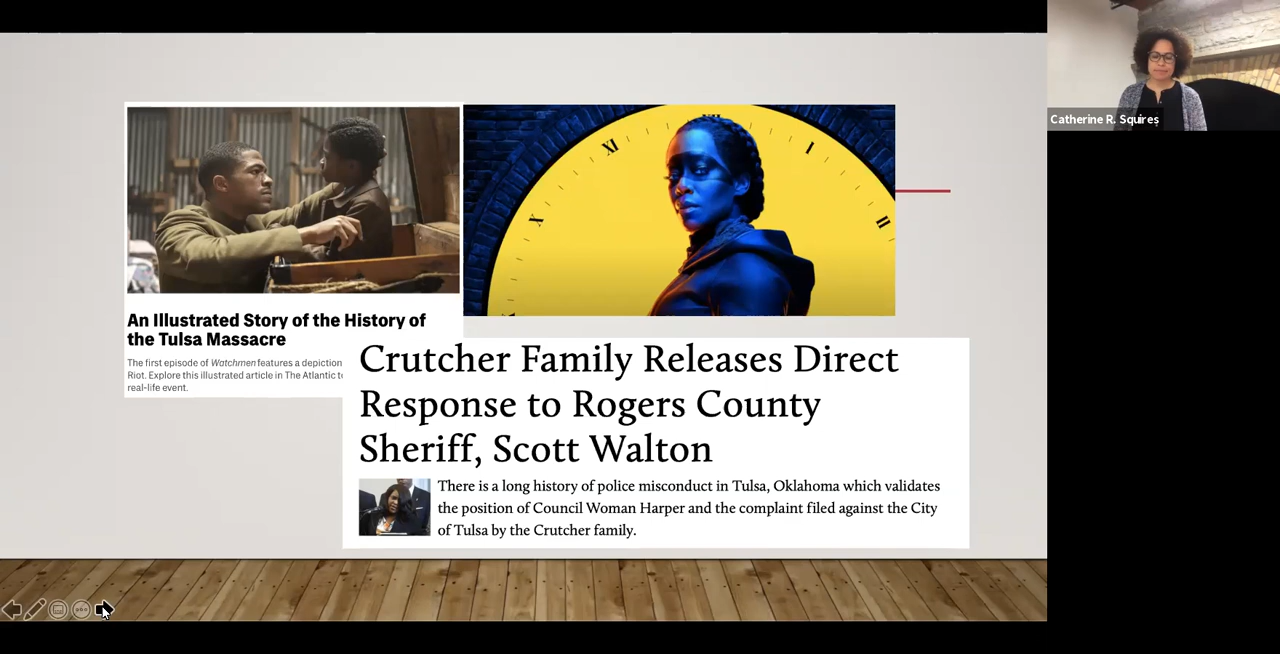 Catherine R. Squires
XI
I
X
II
An Illustrated Story of the History of
the Tulsa Massacre
The first episode of Watchmen features a depiction
Riot. Explore this illustrated article in The Atlantic
real-life event.
Crutcher Family Releases Direct
Response to Rogers County
Sheriff, Scott Walton
There is a long history of police misconduct in Tulsa, Oklahoma which validates
the position of Council Woman Harper and the complaint filed against the City
of Tulsa by the Crutcher family.